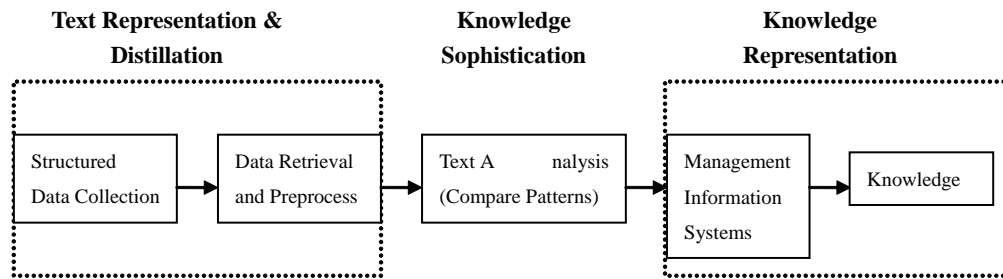 Text Representation &
Distillation
Knowledge
Sophistication
Knowledge
Representation
Structured
Data Collection
Data Retrieval
and Preprocess
Text A nalysis
(Compare Patterns)
Management
Information
Systems
Knowledge